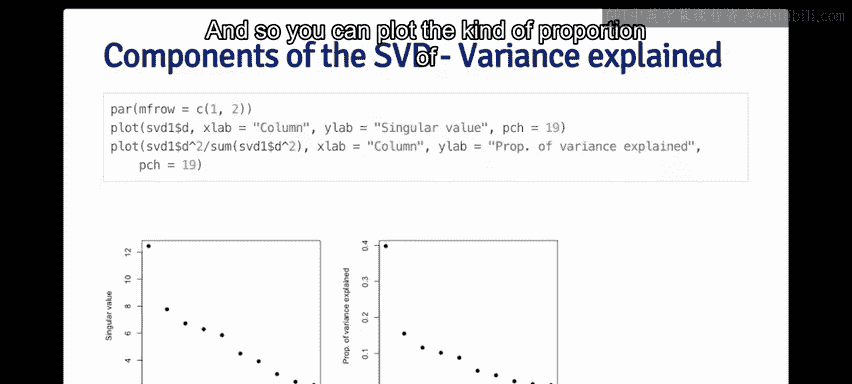 And so you can plot the kind of proportion
of
Components of the SVD - Variance explained
par(mfrow = c(1, 2))
plot(svd1$d, xlab = "Column", ylab = "Singular value", pch = 19)
plot(svd1$d^2/sum(svd1$d^2), xlab = "Column", ylab = "Prop. of variance explained",
pch = 19)
Singular value
12
10
8
6
4
Prop. of variance explained
0.4
0.3
0.2
0.1